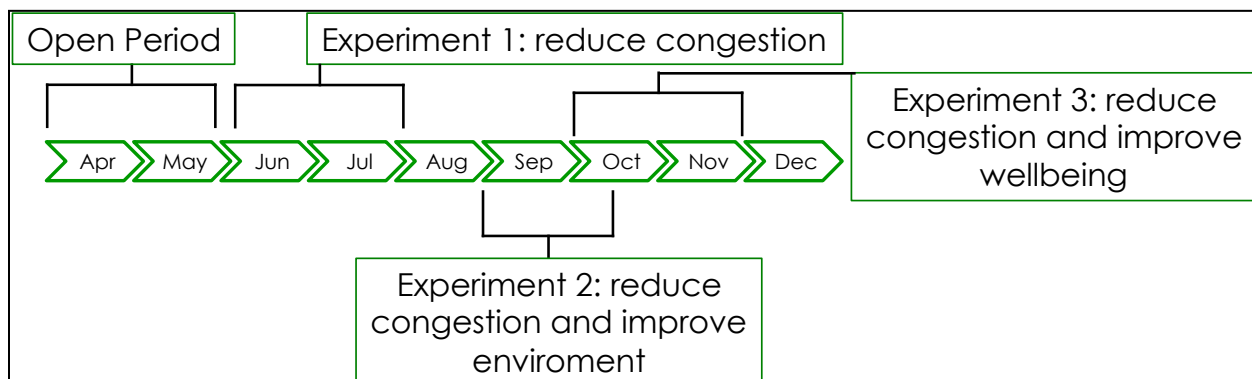 Open Period
Experiment 1: reduce congestion
Experiment 3: reduce
congestion and improve
wellbeing
Apr May Jun Jul Aug Sep Oct Nov Dec
Experiment 2: reduce
congestion and improve
enviroment